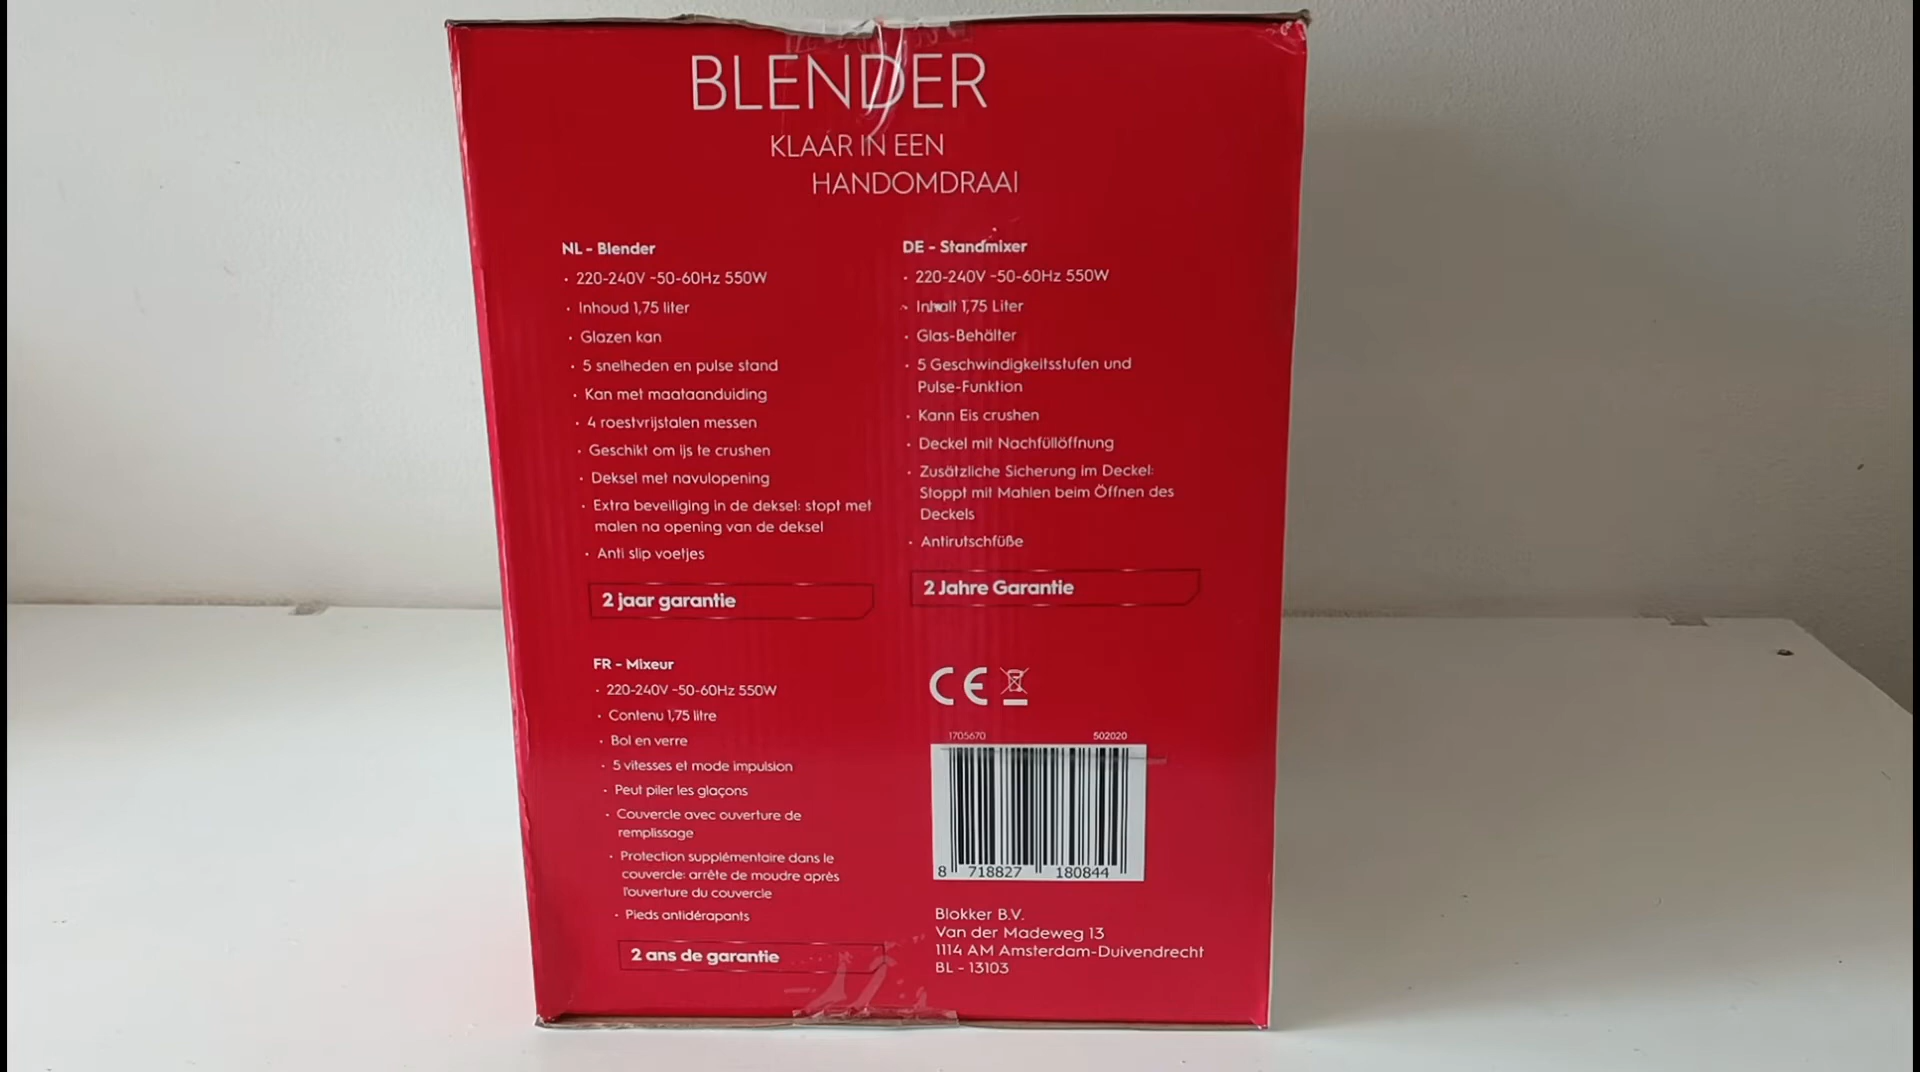 BLENDER
KLAAR IN EEN
HANDOMDRAAI
NL - Blender
· 220-240V ~50-60Hz 550W
· Inhoud 1,75 liter
· Glazen kan
· 5 snelheden en pulse stand
· Kan met maataanduiding
· 4 roestvrijstalen messen
· Geschikt om ijs te crushen
· Deksel met navulopening
· Extra beveiliging in de deksel: stopt met
malen na opening van de deksel
· Anti slip voetjes
2 jaar garantie
DE - Standmixer
· 220-240V ~50-60Hz 550W
· Inhalt 1,75 Liter
· Glas-Behälter
· 5 Geschwindigkeitsstufen und
Pulse-Funktion
· Kann Eis crushen
· Deckel mit Nachfüllöffnung
· Zusätzliche Sicherung im Deckel:
Stoppt mit Mahlen beim Öffnen des
Deckels
· Antirutschfüße
2 Jahre Garantie
FR - Mixeur
· 220-240V ~50-60Hz 550W
· Contenu 1,75 litre
· Bol en verre
· 5 vitesses et mode impulsion
· Peut piler les glaçons
· Couvercle avec ouverture de
remplissage
· Protection supplémentaire dans le
couvercle: arrête de moudre après
l'ouverture du couvercle
· Pieds antidérapants
2 ans de garantie
CE
1705670 502020
8 718827 180844
Blokker B.V.
Van der Madeweg 13
1114 AM Amsterdam-Duivendrecht
BL - 13103